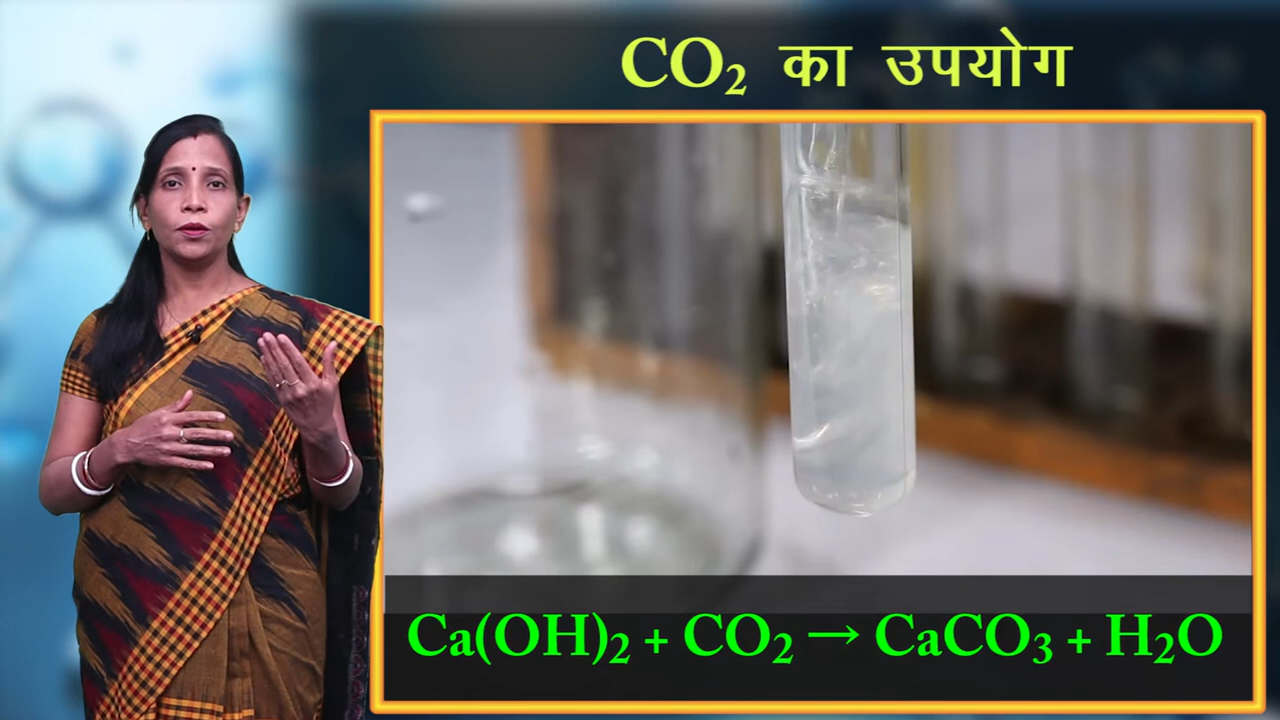 CO₂ का उपयोग
Ca(OH)₂ + CO₂ → CaCO₃ + H₂O